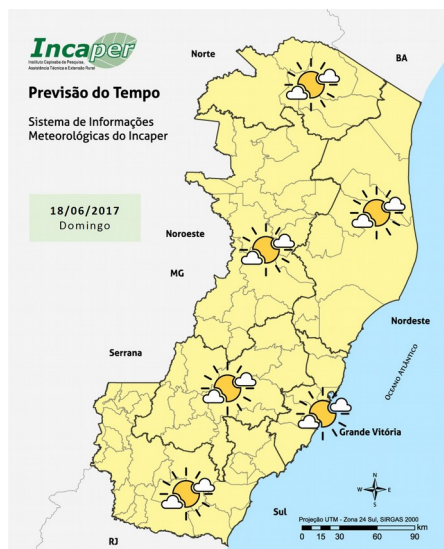 Incaper
Instituto Capixaba de Pesquisa,
Assistência Técnica e Extensão Rural
Previsão do Tempo
Sistema de Informações
Meteorológicas do Incaper
18/06/2017
Domingo
Norte
BA
Noroeste
MG
Nordeste
Serrana
OCEANO ATLÂNTICO
Grande Vitória
Sul
RJ
N
W
E
S
Projeção UTM - Zona 24 Sul, SIRGAS 2000
km
0 15 30 60 90